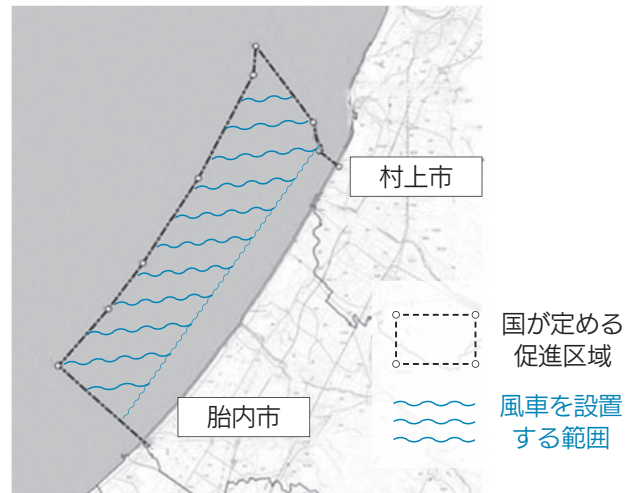 村上市
国が定める
促進区域
風車を設置
する範囲
胎内市